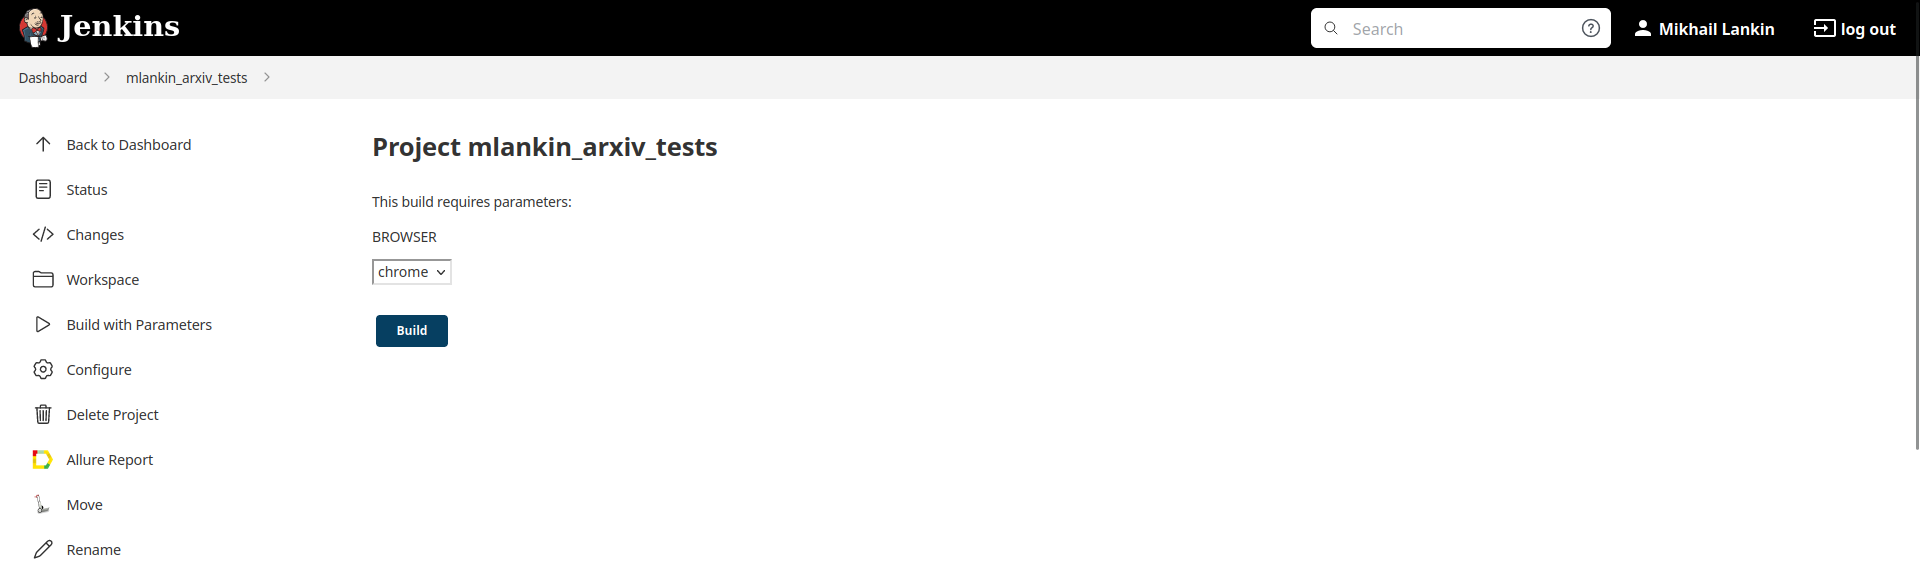 Jenkins
Search
Mikhail Lankin
log out
Dashboard
mlankin_arxiv_tests
Back to Dashboard
Status
Changes
Workspace
Build with Parameters
Configure
Delete Project
Allure Report
Move
Rename
Project mlankin_arxiv_tests
This build requires parameters:
BROWSER
chrome
Build